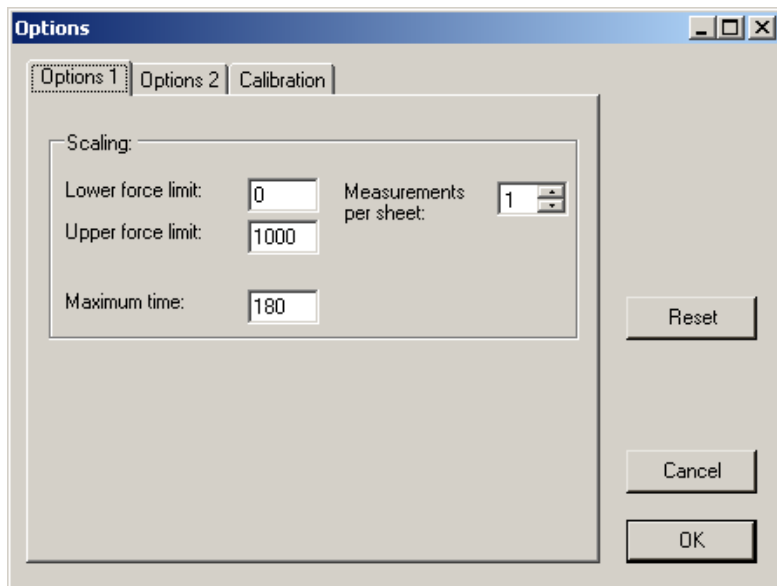 Options
Options 1 Options 2 Calibration
Scaling:
Lower force limit: 0
Measurements
per sheet: 1
Upper force limit: 1000
Maximum time: 180
Reset
Cancel
OK